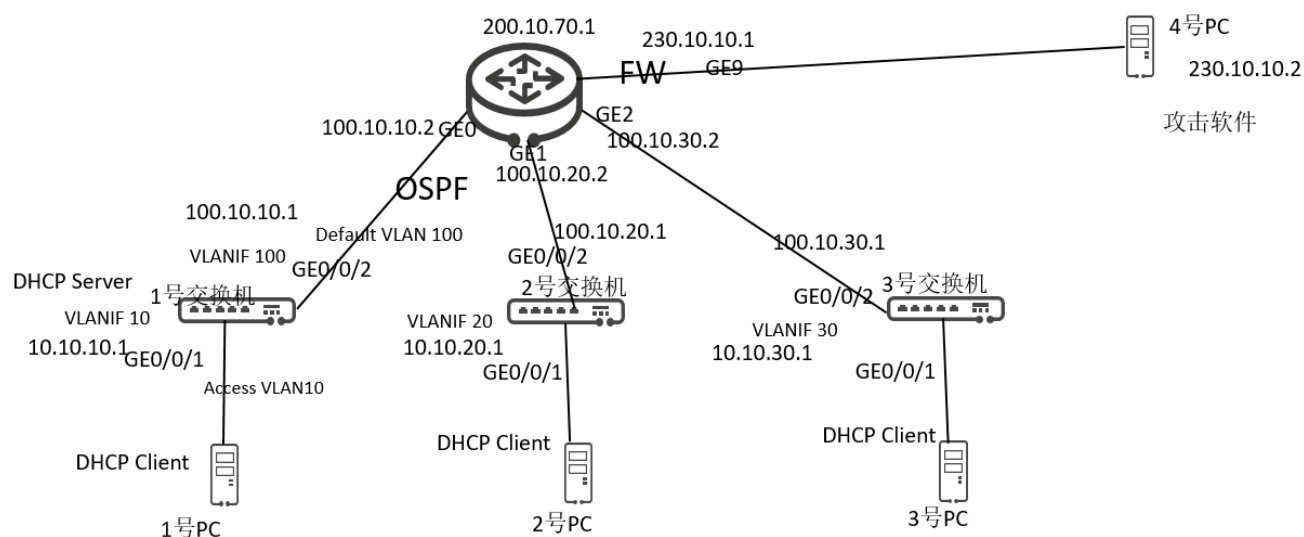 200.10.70.1
230.10.10.1
4号PC
FW
GE9
230.10.10.2
攻击软件
100.10.10.2
GE0
GE2
100.10.30.2
GE1
100.10.20.2
OSPF
100.10.10.1
Default VLAN 100
100.10.20.1
100.10.30.1
VLANIF 100
GE0/0/2
GE0/0/2
DHCP Server
1号交换机
2号交换机
3号交换机
GE0/0/2
VLANIF 10
VLANIF 20
VLANIF 30
10.10.10.1
10.10.20.1
10.10.30.1
GE0/0/1
GE0/0/1
GE0/0/1
Access VLAN10
DHCP Client
DHCP Client
DHCP Client
1号PC
2号PC
3号PC